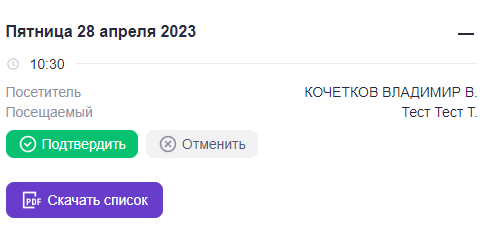 Пятница 28 апреля 2023
10:30
Посетитель КОЧЕТКОВ ВЛАДИМИР В.
Посещаемый Тест Тест Т.
Подтвердить Отменить
PDF Скачать список